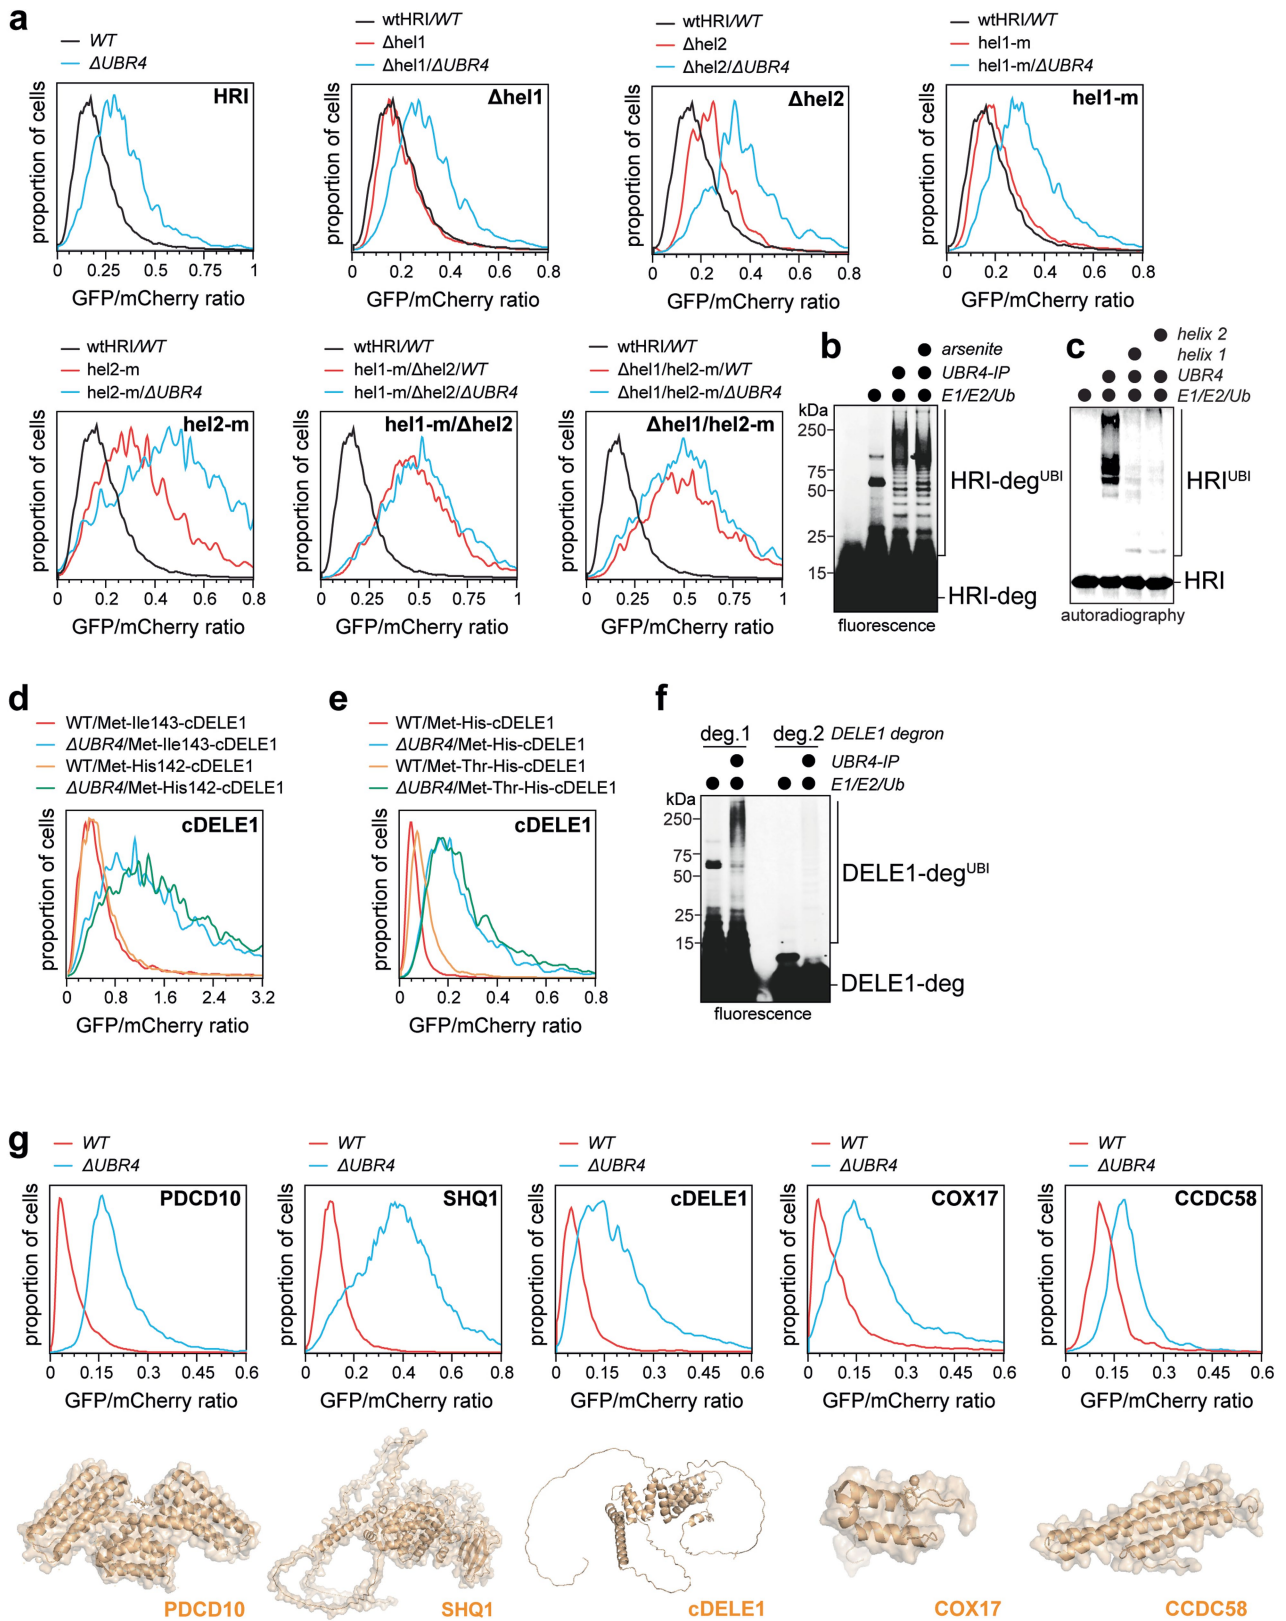 a
WT
ΔUBR4
HRI
proportion of cells
0 0.25 0.5 0.75 1
GFP/mCherry ratio
wtHRI/WT
Δhel1
Δhel1/ΔUBR4
Δhel1
proportion of cells
0 0.2 0.4 0.6 0.8
GFP/mCherry ratio
wtHRI/WT
Δhel2
Δhel2/ΔUBR4
Δhel2
proportion of cells
0 0.2 0.4 0.6 0.8
GFP/mCherry ratio
wtHRI/WT
hel1-m
hel1-m/ΔUBR4
hel1-m
proportion of cells
0 0.2 0.4 0.6 0.8
GFP/mCherry ratio
wtHRI/WT
hel2-m
hel2-m/ΔUBR4
hel2-m
proportion of cells
0 0.2 0.4 0.6 0.8
GFP/mCherry ratio
wtHRI/WT
hel1-m/Δhel2/WT
hel1-m/Δhel2/ΔUBR4
hel1-m/Δhel2
proportion of cells
0 0.25 0.5 0.75 1
GFP/mCherry ratio
wtHRI/WT
Δhel1/hel2-m/WT
Δhel1/hel2-m/ΔUBR4
Δhel1/hel2-m
proportion of cells
0 0.25 0.5 0.75 1
GFP/mCherry ratio
b
arsenite
UBR4-IP
E1/E2/Ub
kDa
250
75
50
25
15
HRI-degUBI
HRI-deg
fluorescence
c
helix 2
helix 1
UBR4
E1/E2/Ub
HRIUBI
HRI
autoradiography
d
WT/Met-Ile143-cDELE1
ΔUBR4/Met-Ile143-cDELE1
WT/Met-His142-cDELE1
ΔUBR4/Met-His142-cDELE1
cDELE1
proportion of cells
0 0.8 1.6 2.4 3.2
GFP/mCherry ratio
e
WT/Met-His-cDELE1
ΔUBR4/Met-His-cDELE1
WT/Met-Thr-His-cDELE1
ΔUBR4/Met-Thr-His-cDELE1
cDELE1
proportion of cells
0 0.2 0.4 0.6 0.8
GFP/mCherry ratio
f
deg.1 deg.2 DELE1 degron
UBR4-IP
E1/E2/Ub
kDa
250
75
50
25
15
DELE1-degUBI
DELE1-deg
fluorescence
g
WT
ΔUBR4
PDCD10
proportion of cells
0 0.15 0.3 0.45 0.6
GFP/mCherry ratio
WT
ΔUBR4
SHQ1
proportion of cells
0 0.2 0.4 0.6 0.8
GFP/mCherry ratio
WT
ΔUBR4
cDELE1
proportion of cells
0 0.15 0.3 0.45 0.6
GFP/mCherry ratio
WT
ΔUBR4
COX17
proportion of cells
0 0.15 0.3 0.45 0.6
GFP/mCherry ratio
WT
ΔUBR4
CCDC58
proportion of cells
0 0.15 0.3 0.45 0.6
GFP/mCherry ratio
PDCD10
SHQ1
cDELE1
COX17
CCDC58